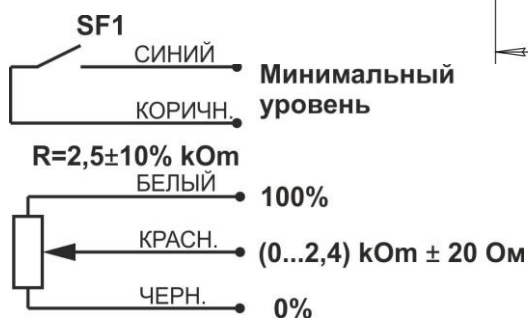 SF1
СИНИЙ
Минимальный
КОРИЧН.
уровень
R=2,5±10% kOm
БЕЛЫЙ
100%
КРАСН.
(0...2,4) kOm ± 20 Ом
ЧЕРН.
0%